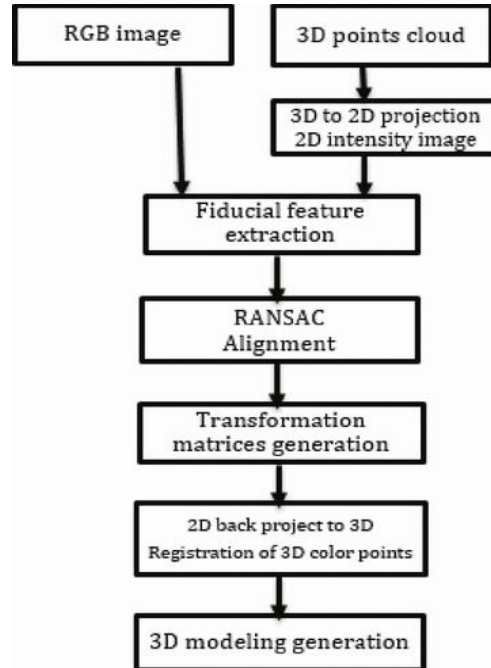 RGB image
3D points cloud
3D to 2D projection
2D intensity image
Fiducial feature
extraction
RANSAC
Alignment
Transformation
matrices generation
2D back project to 3D
Registration of 3D color points
3D modeling generation